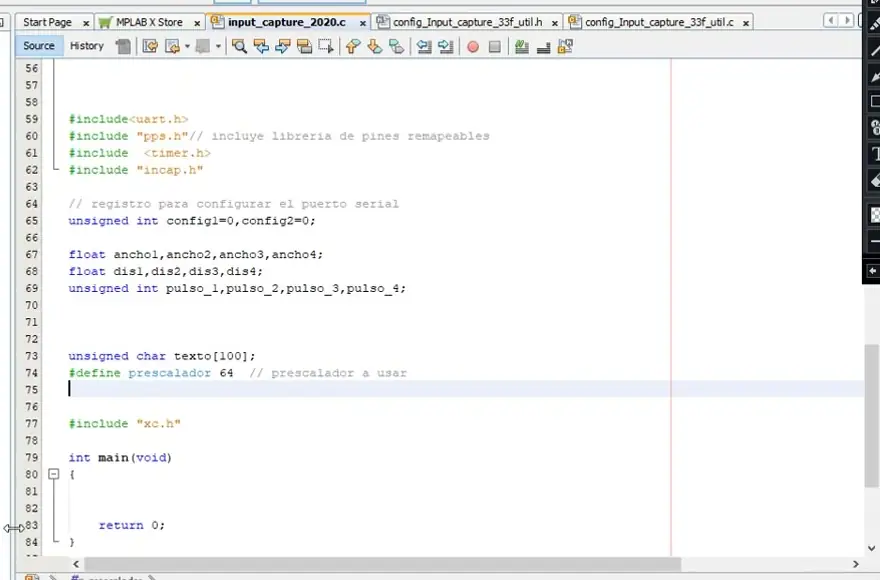 Start Page × MPLAB X Store × input_capture_2020.c × config_Input_capture_33f_util.h × config_Input_capture_33f_util.c ×
Source History
56
57
58
59 #include<uart.h>
60 #include "pps.h"// incluye libreria de pines remapeables
61 #include <timer.h>
62 #include "incap.h"
63
64 // registro para configurar el puerto serial
65 unsigned int config1=0,config2=0;
66
67 float ancho1,ancho2,ancho3,ancho4;
68 float dis1,dis2,dis3,dis4;
69 unsigned int pulso_1,pulso_2,pulso_3,pulso_4;
70
71
72
73 unsigned char texto[100];
74 #define prescalador 64 // prescalador a usar
75
76
77 #include "xc.h"
78
79 int main(void)
80 {
81
82
83 return 0;
84 }